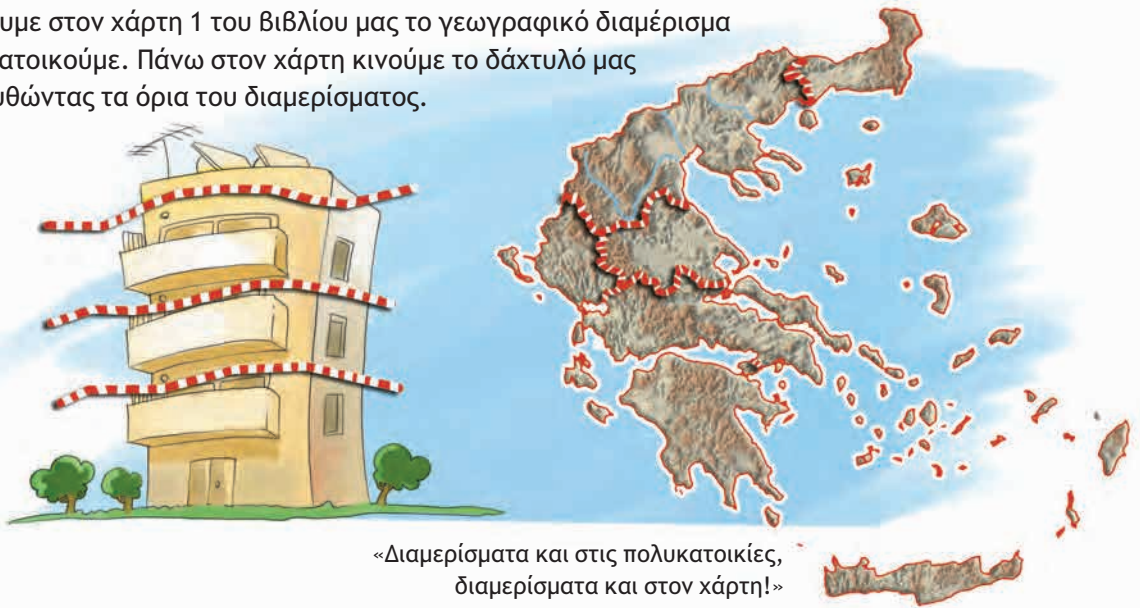 υμε στον χάρτη 1 του βιβλίου μας το γεωγραφικό διαμέρισμα
ατοικούμε. Πάνω στον χάρτη κινούμε το δάχτυλό μας
υθώντας τα όρια του διαμερίσματος.
«Διαμερίσματα και στις πολυκατοικίες,
διαμερίσματα και στον χάρτη!»